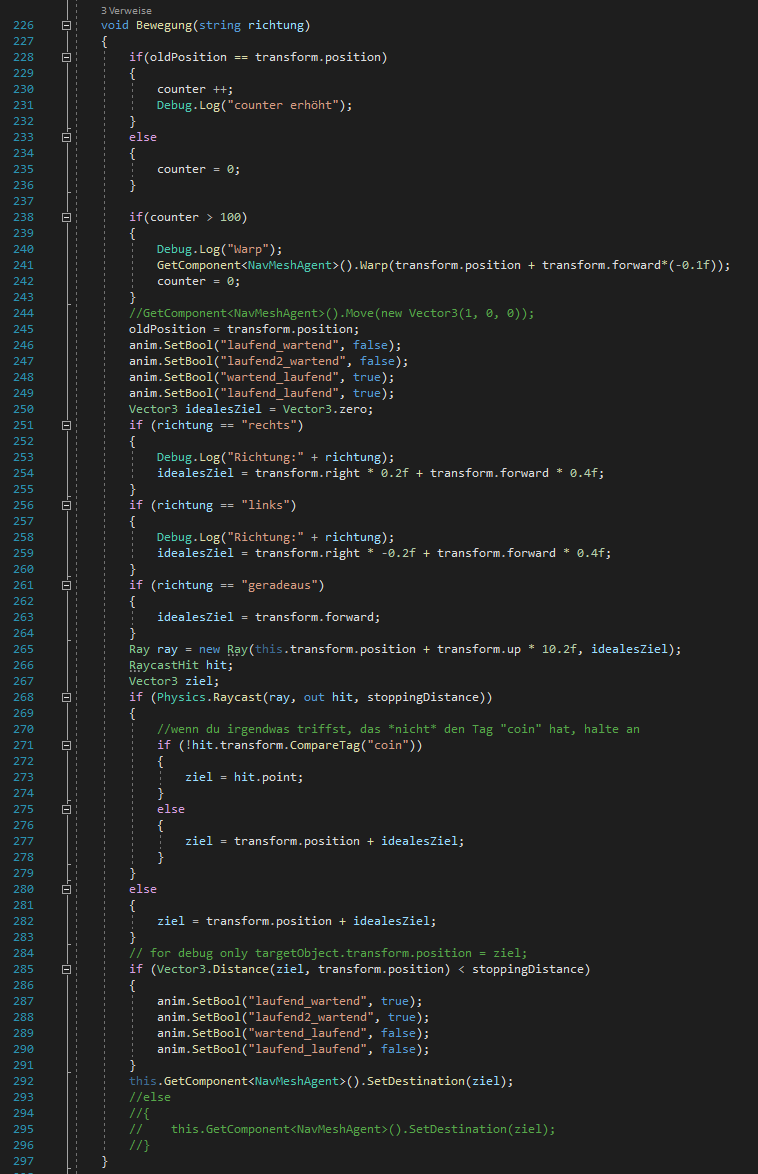 3 Verweise
226 void Bewegung(string richtung)
227 {
228 if(oldPosition == transform.position)
229 {
230 counter ++;
231 Debug.Log("counter erhöht");
232 }
233 else
234 {
235 counter = 0;
236 }
237
238 if(counter > 100)
239 {
240 Debug.Log("Warp");
241 GetComponent<NavMeshAgent>().Warp(transform.position + transform.forward*(-0.1f));
242 counter = 0;
243 }
244 //GetComponent<NavMeshAgent>().Move(new Vector3(1, 0, 0));
245 oldPosition = transform.position;
246 anim.SetBool("laufend_wartend", false);
247 anim.SetBool("laufend2_wartend", false);
248 anim.SetBool("wartend_laufend", true);
249 anim.SetBool("laufend_laufend", true);
250 Vector3 idealesZiel = Vector3.zero;
251 if (richtung == "rechts")
252 {
253 Debug.Log("Richtung:" + richtung);
254 idealesZiel = transform.right * 0.2f + transform.forward * 0.4f;
255 }
256 if (richtung == "links")
257 {
258 Debug.Log("Richtung:" + richtung);
259 idealesZiel = transform.right * -0.2f + transform.forward * 0.4f;
260 }
261 if (richtung == "geradeaus")
262 {
263 idealesZiel = transform.forward;
264 }
265 Ray ray = new Ray(this.transform.position + transform.up * 10.2f, idealesZiel);
266 RaycastHit hit;
267 Vector3 ziel;
268 if (Physics.Raycast(ray, out hit, stoppingDistance))
269 {
270 //wenn du irgendwas triffst, das *nicht* den Tag "coin" hat, halte an
271 if (!hit.transform.CompareTag("coin"))
272 {
273 ziel = hit.point;
274 }
275 else
276 {
277 ziel = transform.position + idealesZiel;
278 }
279 }
280 else
281 {
282 ziel = transform.position + idealesZiel;
283 }
284 // for debug only targetObject.transform.position = ziel;
285 if (Vector3.Distance(ziel, transform.position) < stoppingDistance)
286 {
287 anim.SetBool("laufend_wartend", true);
288 anim.SetBool("laufend2_wartend", true);
289 anim.SetBool("wartend_laufend", false);
290 anim.SetBool("laufend_laufend", false);
291 }
292 this.GetComponent<NavMeshAgent>().SetDestination(ziel);
293 //else
294 //{
295 // this.GetComponent<NavMeshAgent>().SetDestination(ziel);
296 //}
297 }